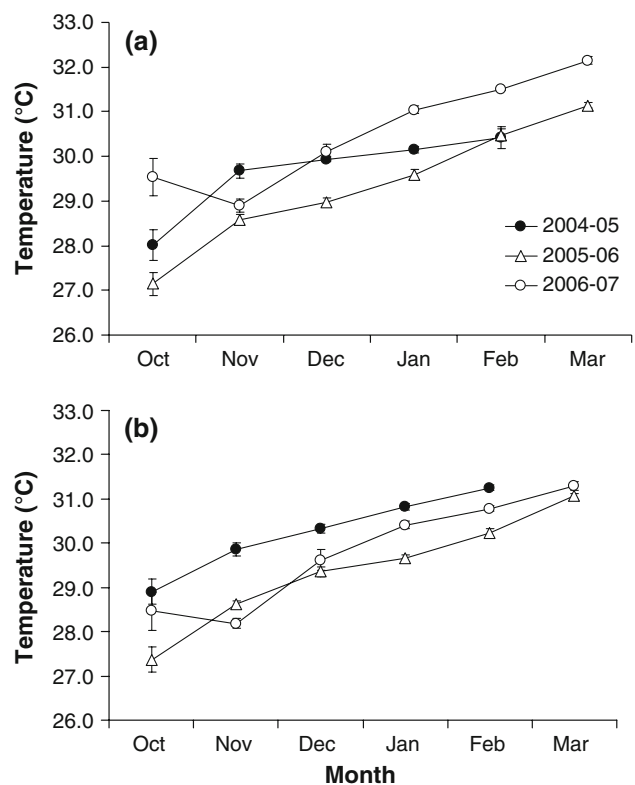 (a)
Temperature (°C)
33.0
32.0
31.0
30.0
29.0
28.0
27.0
26.0
2004-05
2005-06
2006-07
Oct Nov Dec Jan Feb Mar
(b)
Temperature (°C)
33.0
32.0
31.0
30.0
29.0
28.0
27.0
26.0
Oct Nov Dec Jan Feb Mar
Month